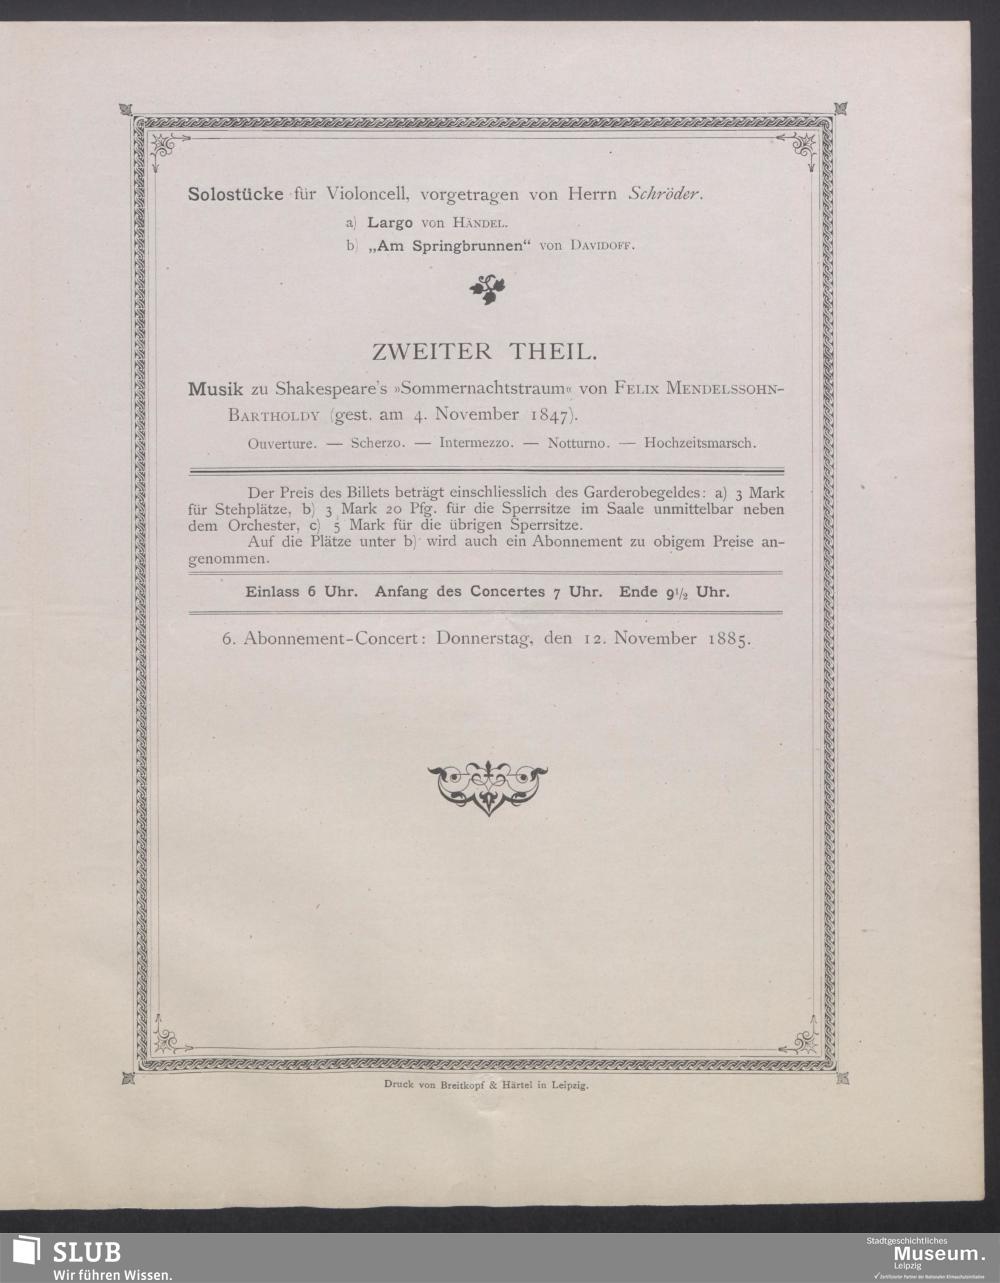 Solostücke für Violoncell, vorgetragen von Herrn Schröder.
a) Largo von Händel.
b) „Am Springbrunnen“ von Davidoff.
ZWEITER THEIL.
Musik zu Shakespeare's »Sommernachtstraum« von Felix Mendelssohn-
Bartholdy (gest. am 4. November 1847).
Ouverture. — Scherzo. — Intermezzo. — Notturno. — Hochzeitsmarsch.
Der Preis des Billets beträgt einschliesslich des Garderobegeldes: a) 3 Mark
für Stehplätze, b) 3 Mark 20 Pfg. für die Sperrsitze im Saale unmittelbar neben
dem Orchester, c) 5 Mark für die übrigen Sperrsitze.
Auf die Plätze unter b) wird auch ein Abonnement zu obigem Preise an-
genommen.
Einlass 6 Uhr. Anfang des Concertes 7 Uhr. Ende 9½ Uhr.
6. Abonnement-Concert: Donnerstag, den 12. November 1885.
Druck von Breitkopf & Härtel in Leipzig.
SLUB
Wir führen Wissen.
Stadtgeschichtliches
Museum.
Leipzig
Zertifizierter Partner der Nationalen Klimaschutzinitiative